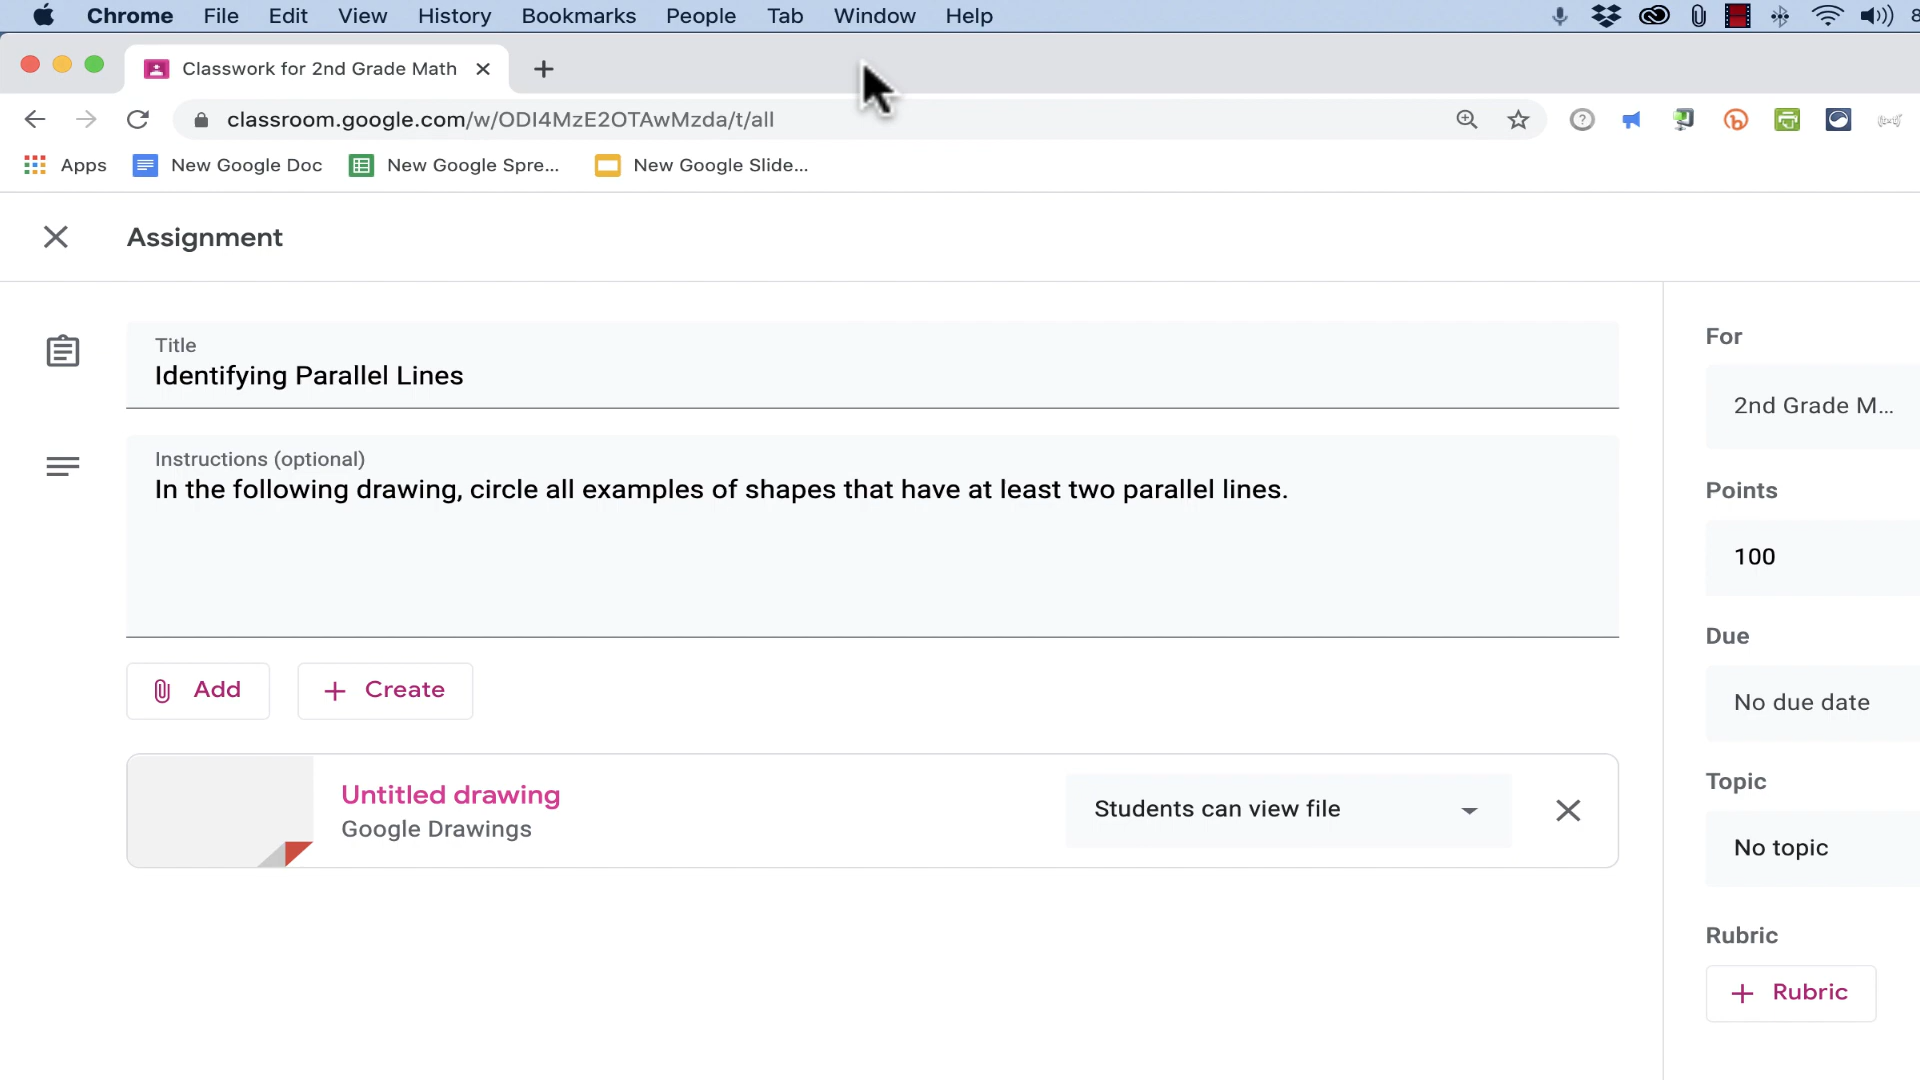 Chrome File Edit View History Bookmarks People Tab Window Help
Classwork for 2nd Grade Math
classroom.google.com/w/ODI4MzE2OTAwMzda/t/all
Apps New Google Doc New Google Spre... New Google Slide...
Assignment
Title
Identifying Parallel Lines
Instructions (optional)
In the following drawing, circle all examples of shapes that have at least two parallel lines.
Add Create
Untitled drawing
Google Drawings
Students can view file
For
2nd Grade M...
Points
100
Due
No due date
Topic
No topic
Rubric
Rubric